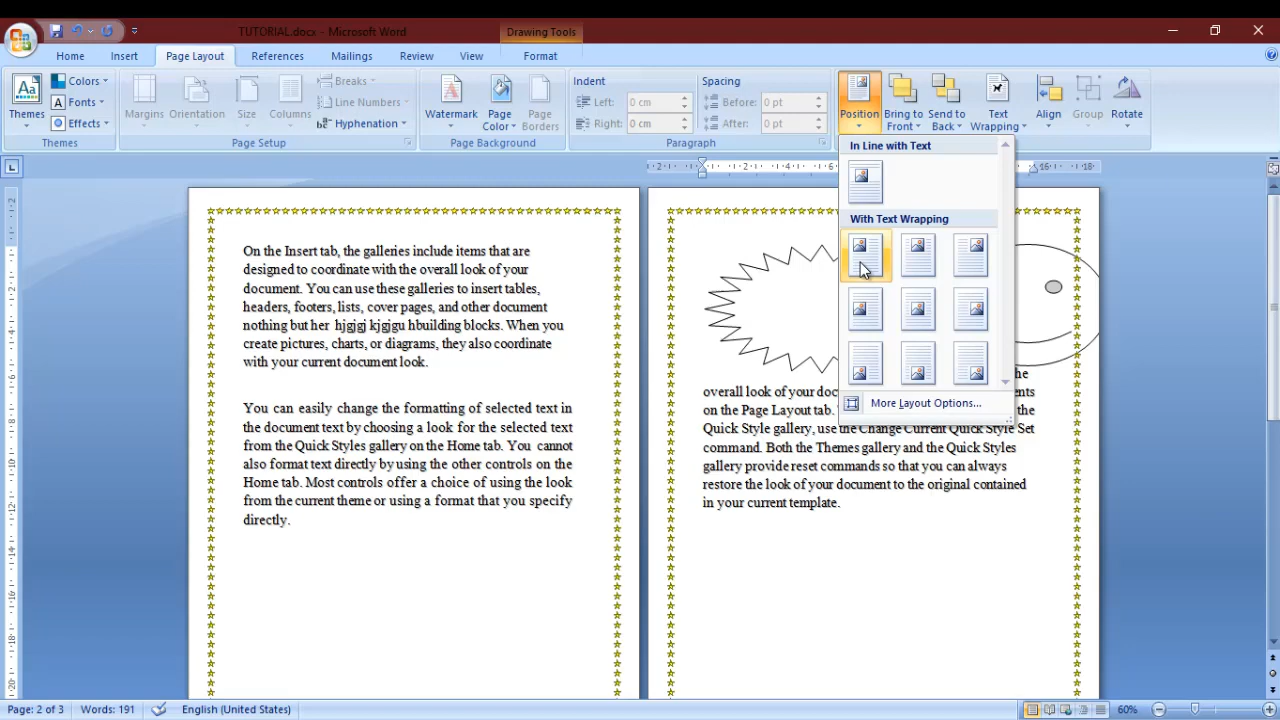 TUTORIAL.docx - Microsoft Word
Drawing Tools
Home Insert Page Layout References Mailings Review View Format
Themes
Colors
Fonts
Effects
Themes
Margins
Orientation
Size
Columns
Breaks
Line Numbers
Hyphenation
Page Setup
Watermark
Page Color
Page Borders
Page Background
Indent
Left: 0 cm
Right: 0 cm
Spacing
Before: 0 pt
After: 0 pt
Paragraph
Position
Bring to Front
Send to Back
Text Wrapping
Align
Group
Rotate
In Line with Text
With Text Wrapping
More Layout Options...
On the Insert tab, the galleries include items that are
designed to coordinate with the overall look of your
document. You can use these galleries to insert tables,
headers, footers, lists, cover pages, and other document
nothing but her hjgjgj kjgjgu hbuilding blocks. When you
create pictures, charts, or diagrams, they also coordinate
with your current document look.
You can easily change the formatting of selected text in
the document text by choosing a look for the selected text
from the Quick Styles gallery on the Home tab. You cannot
also format text directly by using the other controls on the
Home tab. Most controls offer a choice of using the look
from the current theme or using a format that you specify
directly.
overall look of your
on the Page Layout tab. the
Quick Style gallery, use the Change Current Quick Style Set
command. Both the Themes gallery and the Quick Styles
gallery provide reset commands so that you can always
restore the look of your document to the original contained
in your current template.
Page: 2 of 3 Words: 191 English (United States) 60%